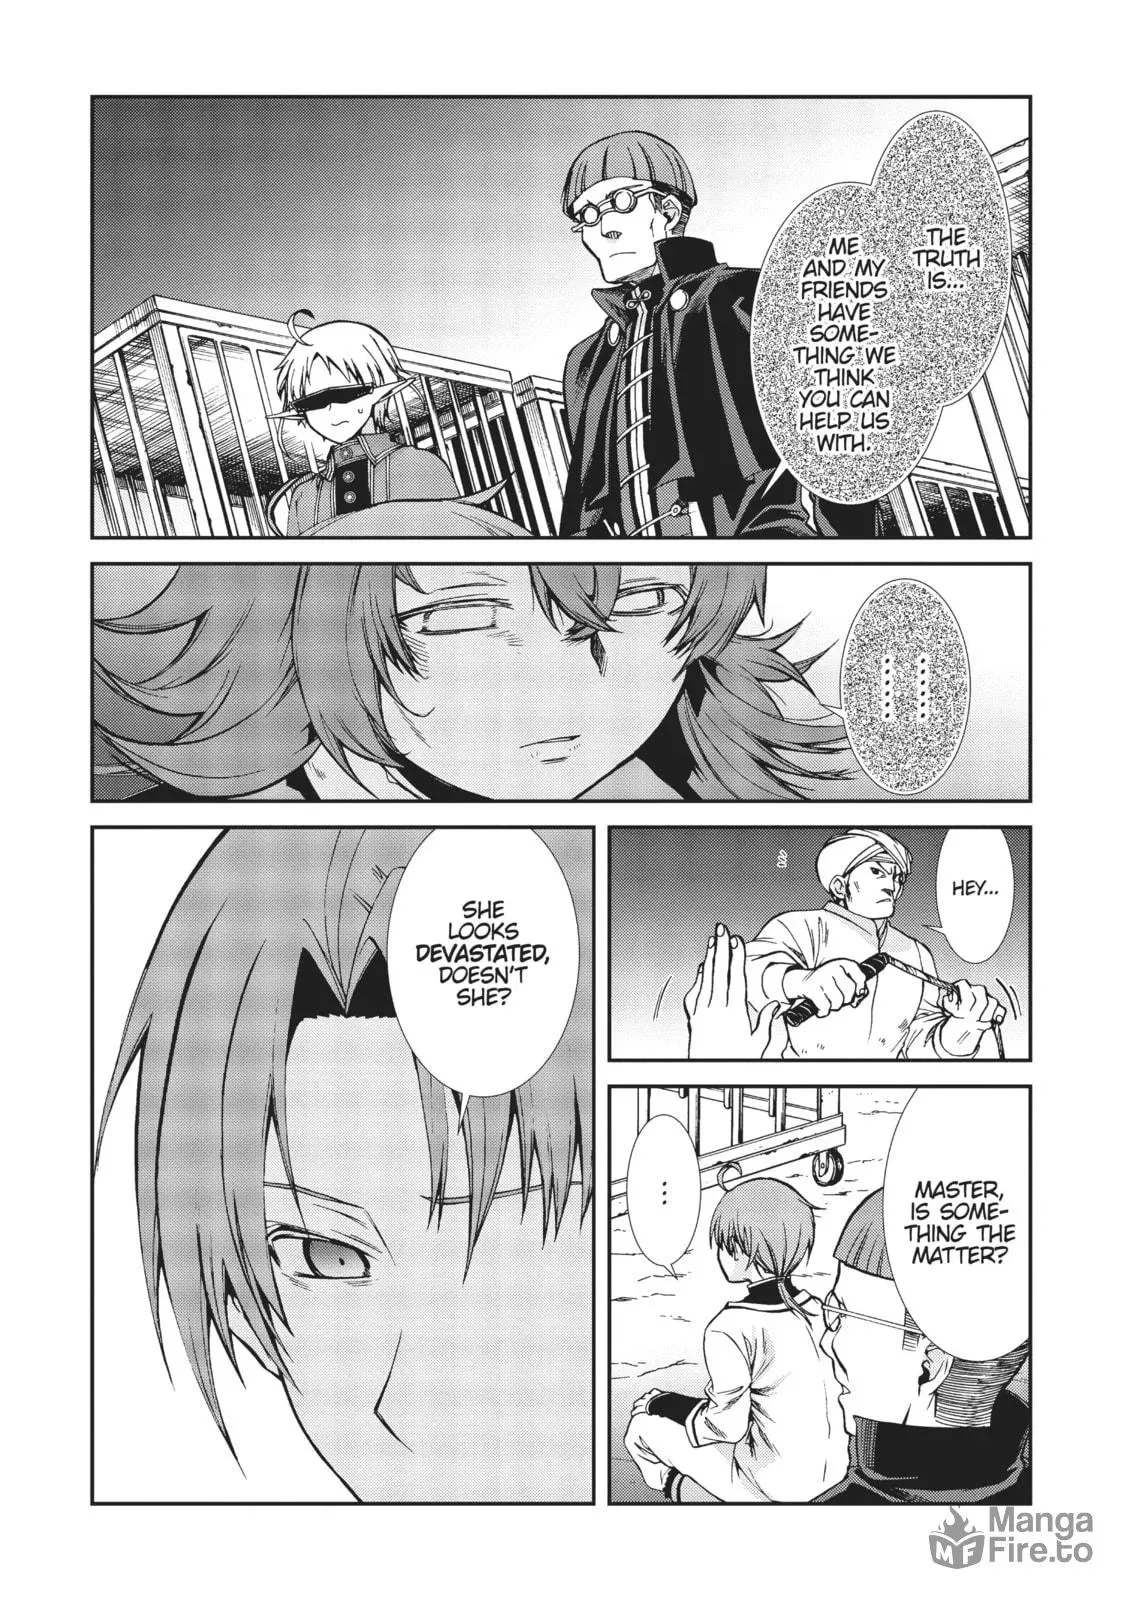 THE
TRUTH
IS...
ME
AND MY
FRIENDS
HAVE
SOME-
THING WE
THINK
YOU CAN
HELP US
WITH.
......
......
HEY...
SHE
LOOKS
DEVASTATED,
DOESN'T
SHE?
MASTER,
IS SOME-
THING THE
MATTER?
...
Manga
MF Fire.to